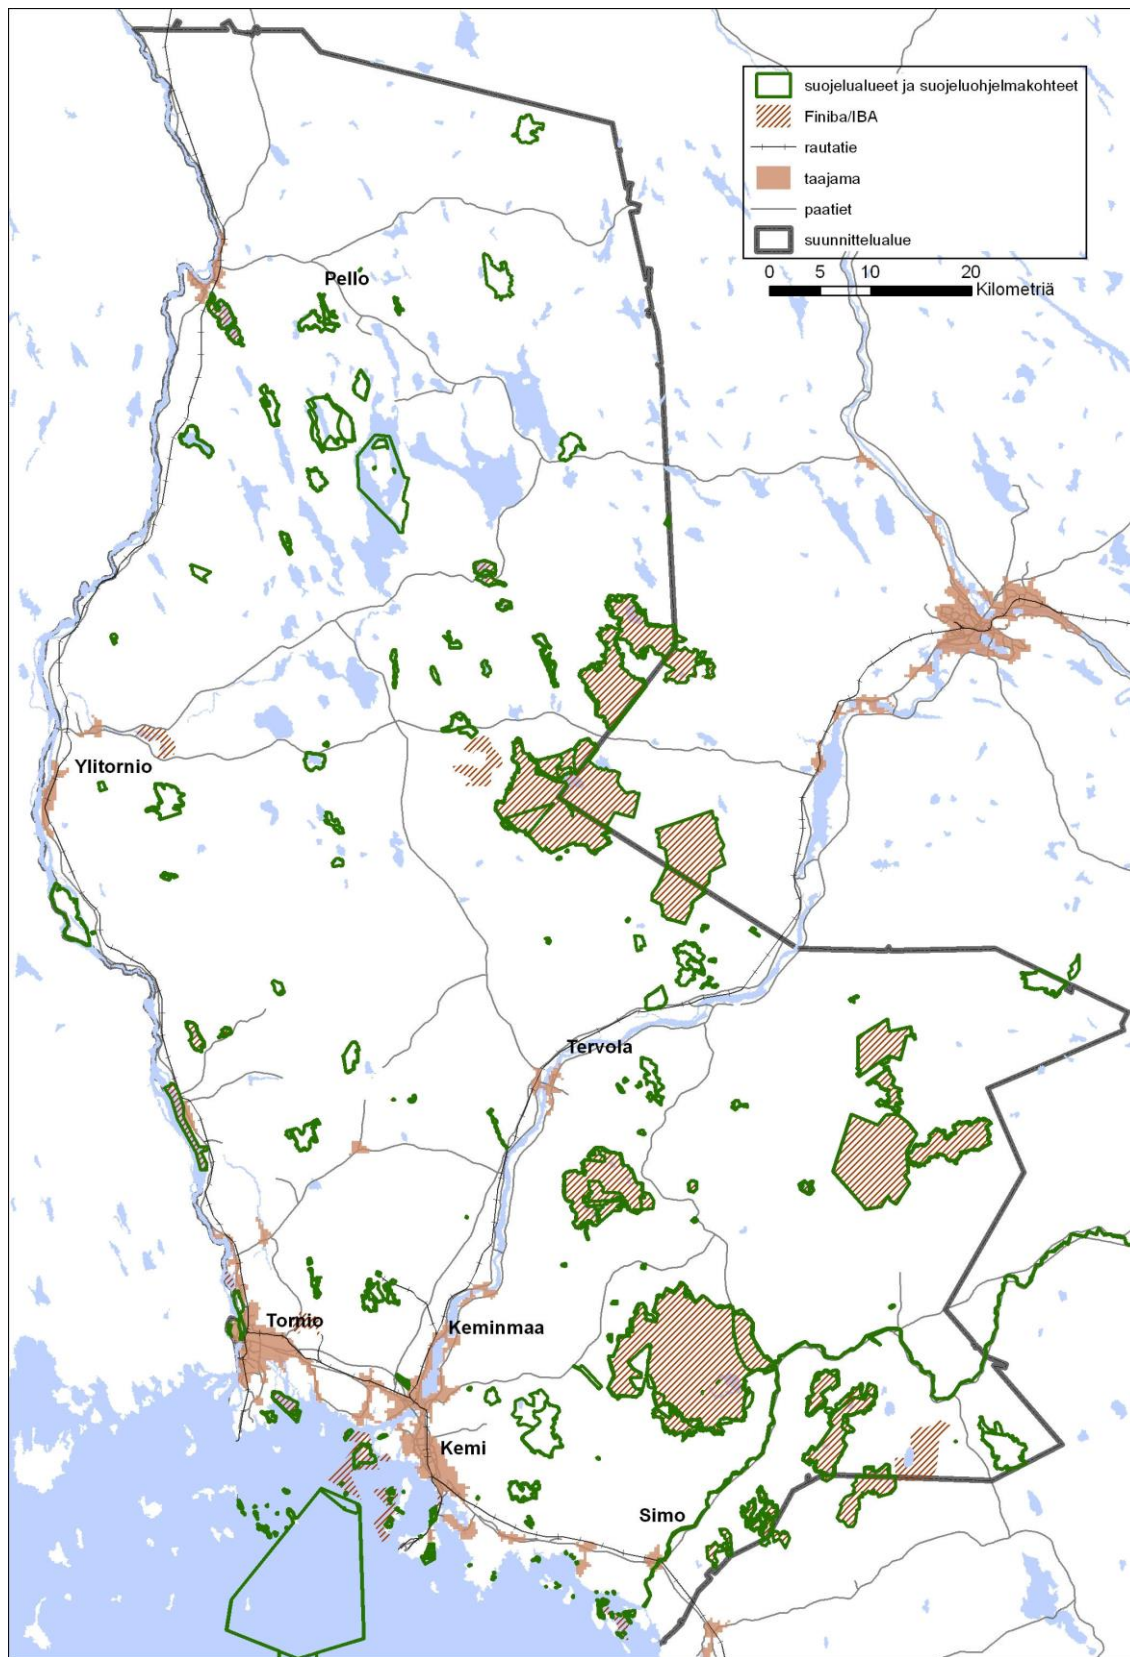 suojelualueet ja suojeluohjelmakohteet
Finiba/IBA
rautatie
taajama
paatiet
suunnittelualue
0 5 10 20
Kilometriä
Pello
Ylitornio
Tervola
Tornio
Keminmaa
Kemi
Simo